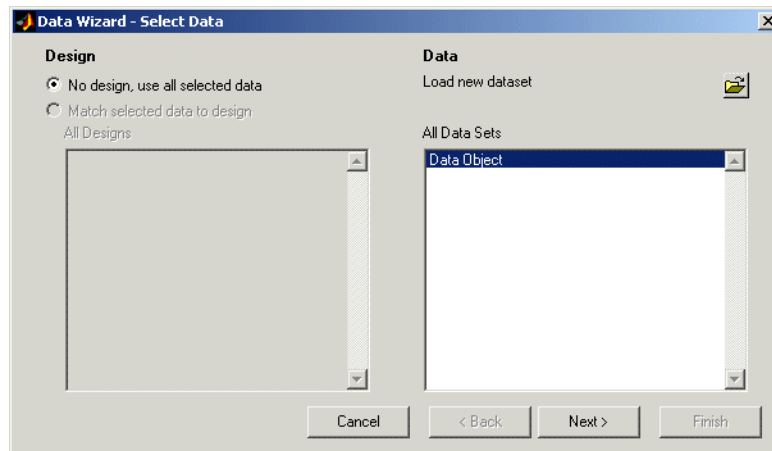 Data Wizard - Select Data
Design
No design, use all selected data
Match selected data to design
All Designs
Data
Load new dataset
All Data Sets
Data Object
Cancel
< Back
Next >
Finish